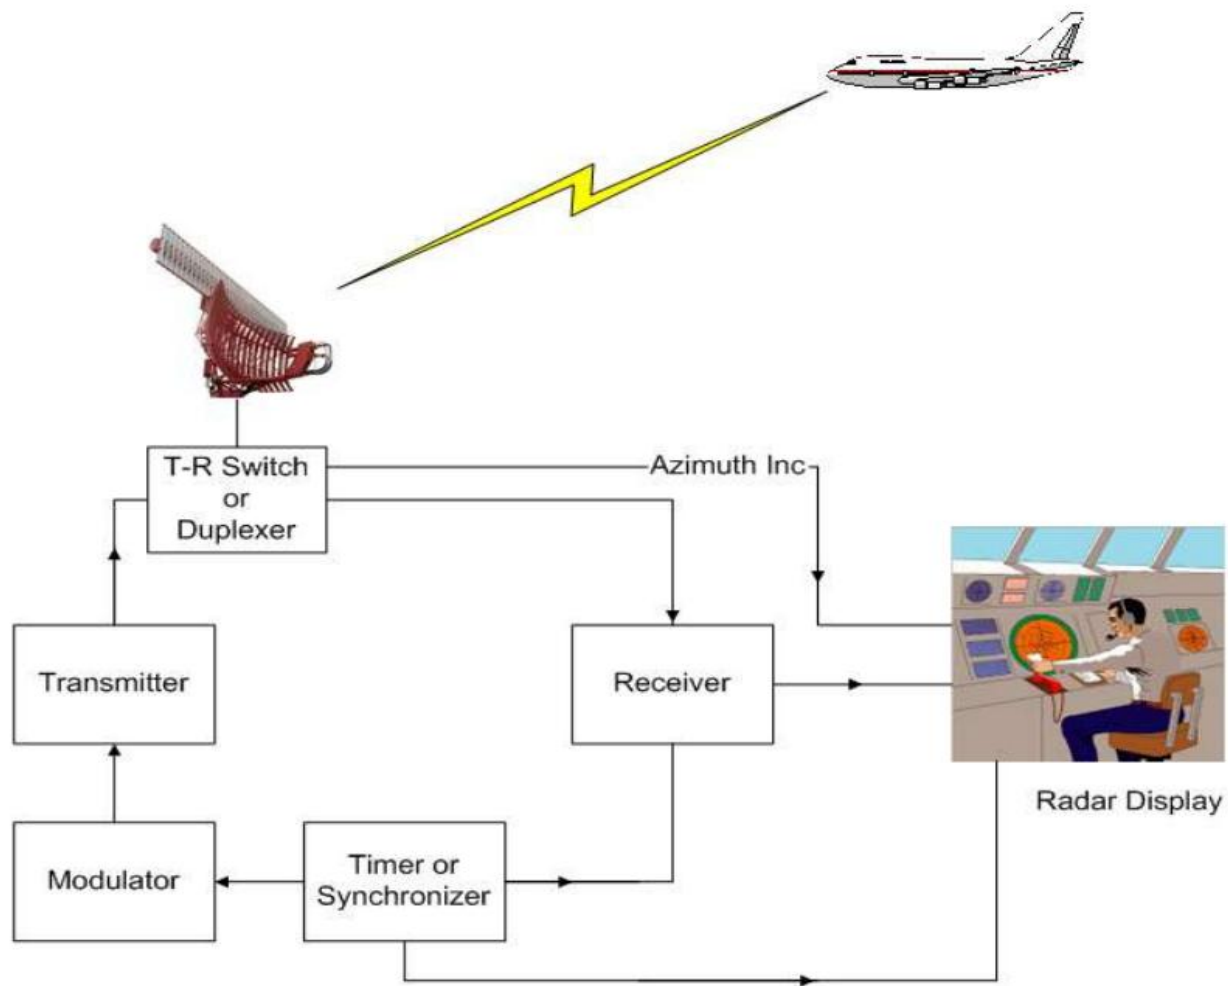 T-R Switch
or
Duplexer
Azimuth Inc
Transmitter
Receiver
Radar Display
Modulator
Timer or
Synchronizer